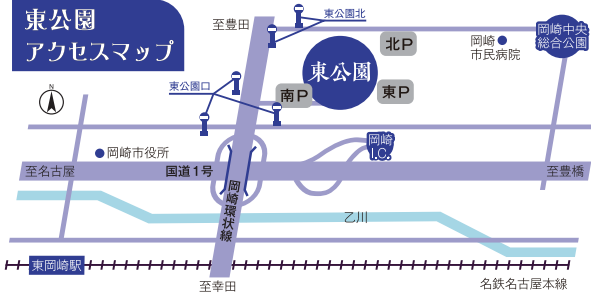 東公園
アクセスマップ
至豊田
東公園北
北P
岡崎
市民病院
岡崎中央
総合公園
東公園口
東公園
南P
東P
N
岡崎市役所
岡崎
I.C.
至名古屋
国道1号
至豊橋
岡崎環状線
乙川
東岡崎駅
至幸田
名鉄名古屋本線